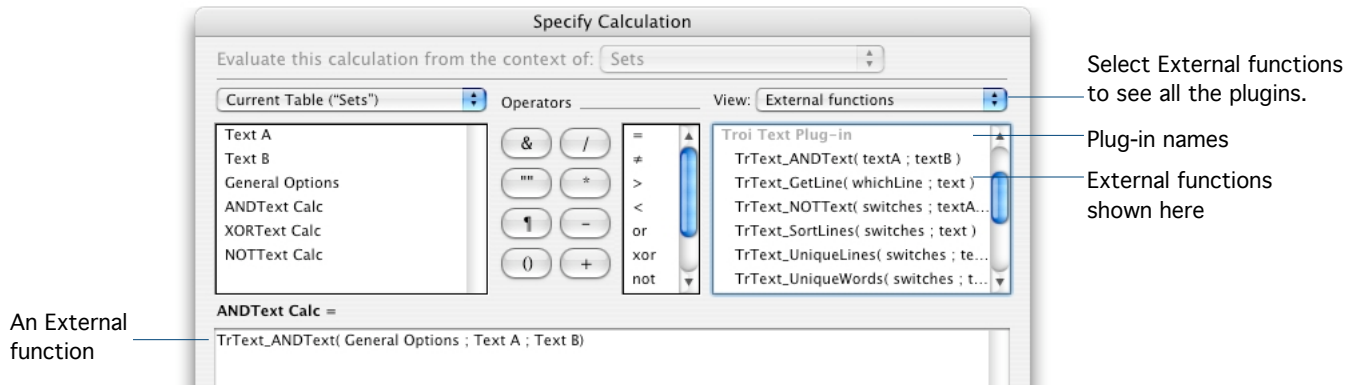 Specify Calculation
Evaluate this calculation from the context of: Sets
Current Table (“Sets”)
Operators
View: External functions
Text A
Text B
General Options
ANDText Calc
XORText Calc
NOTText Calc
& /
"" *
¶ -
() +
=
≠
>
<
or
xor
not
Troi Text Plug-in
TrText_ANDText( textA ; textB )
TrText_GetLine( whichLine ; text )
TrText_NOTText( switches ; textA...
TrText_SortLines( switches ; text )
TrText_UniqueLines( switches ; te...
TrText_UniqueWords( switches ; t...
Select External functions
to see all the plugins.
Plug-in names
External functions
shown here
ANDText Calc =
An External
function
TrText_ANDText( General Options ; Text A ; Text B)